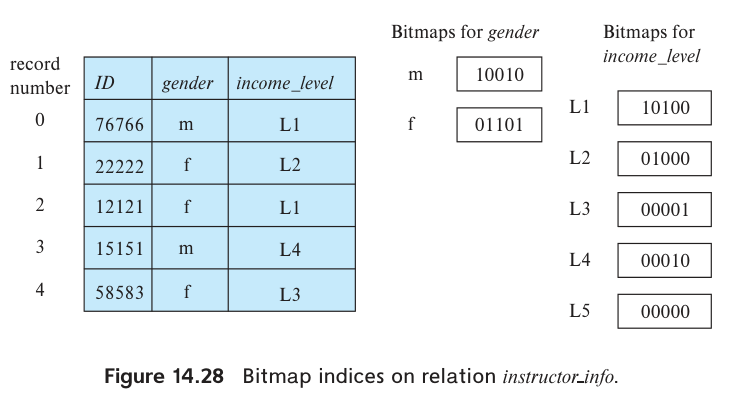 Bitmaps for gender
Bitmaps for
income_level
record
number
ID gender income_level
m 10010
f 01101
L1 10100
L2 01000
L3 00001
L4 00010
L5 00000
0 76766 m L1
1 22222 f L2
2 12121 f L1
3 15151 m L4
4 58583 f L3
Figure 14.28 Bitmap indices on relation instructor_info.